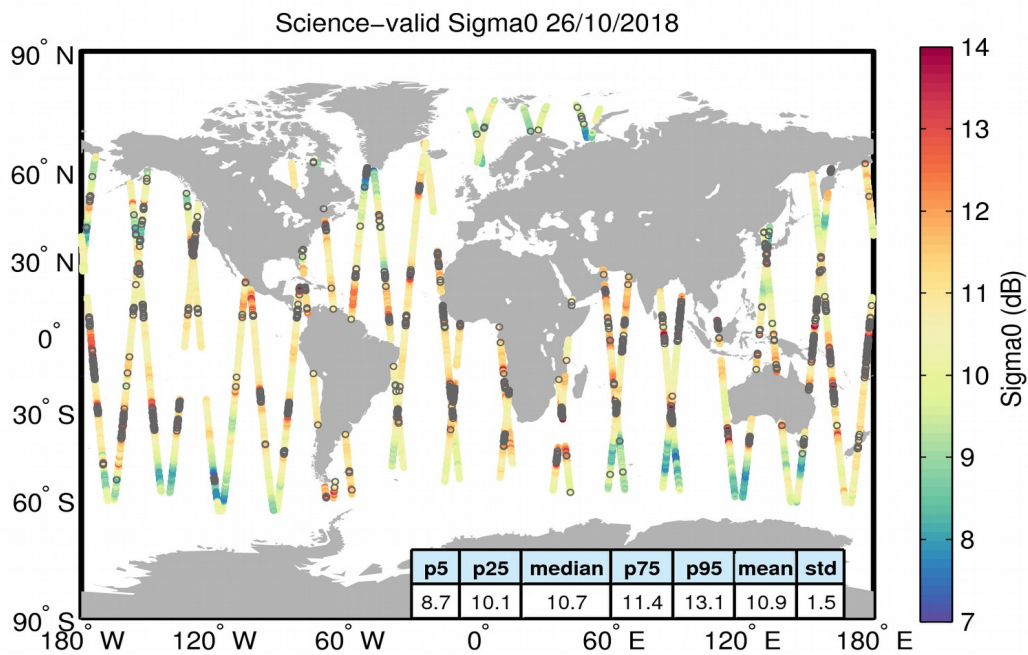 Science−valid Sigma0 26/10/2018
90° N
60° N
30° N
0°
30° S
60° S
90° S
180° W
120° W
60° W
0°
60° E
120° E
180° E
p5 p25 median p75 p95 mean std
8.7 10.1 10.7 11.4 13.1 10.9 1.5
14
13
12
11
10
9
8
7
Sigma0 (dB)